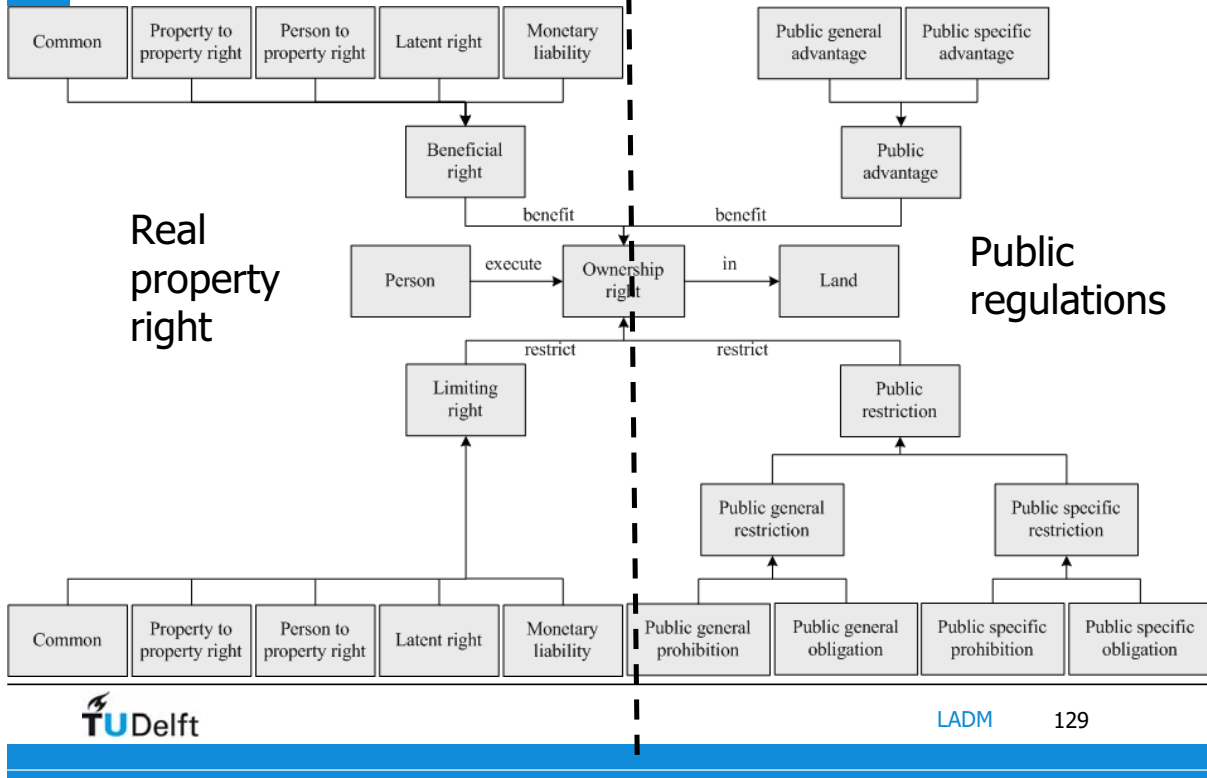 Common
Property to
property right
Person to
property right
Latent right
Monetary
liability
Public general
advantage
Public specific
advantage
Beneficial
right
Public
advantage
benefit
benefit
Real
property
right
Person
execute
Ownership
right
in
Land
Public
regulations
restrict
restrict
Limiting
right
Public
restriction
Public general
restriction
Public specific
restriction
Common
Property to
property right
Person to
property right
Latent right
Monetary
liability
Public general
prohibition
Public general
obligation
Public specific
prohibition
Public specific
obligation
TUDelft
LADM 129